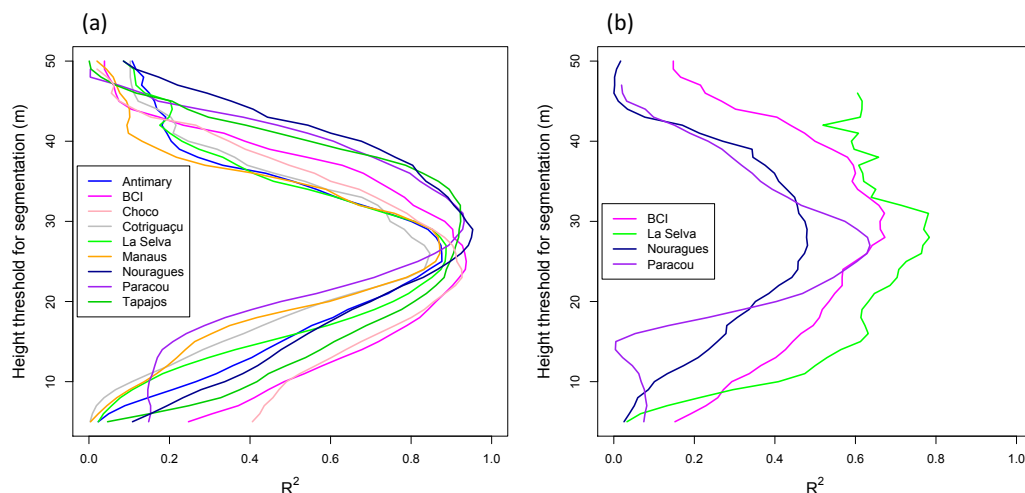 (a)
Height threshold for segmentation (m)
50
40
30
20
10
Antimary
BCI
Choco
Cotriguaçu
La Selva
Manaus
Nouragues
Paracou
Tapajos
0.0 0.2 0.4 0.6 0.8 1.0
R²
(b)
Height threshold for segmentation (m)
50
40
30
20
10
BCI
La Selva
Nouragues
Paracou
0.0 0.2 0.4 0.6 0.8 1.0
R²